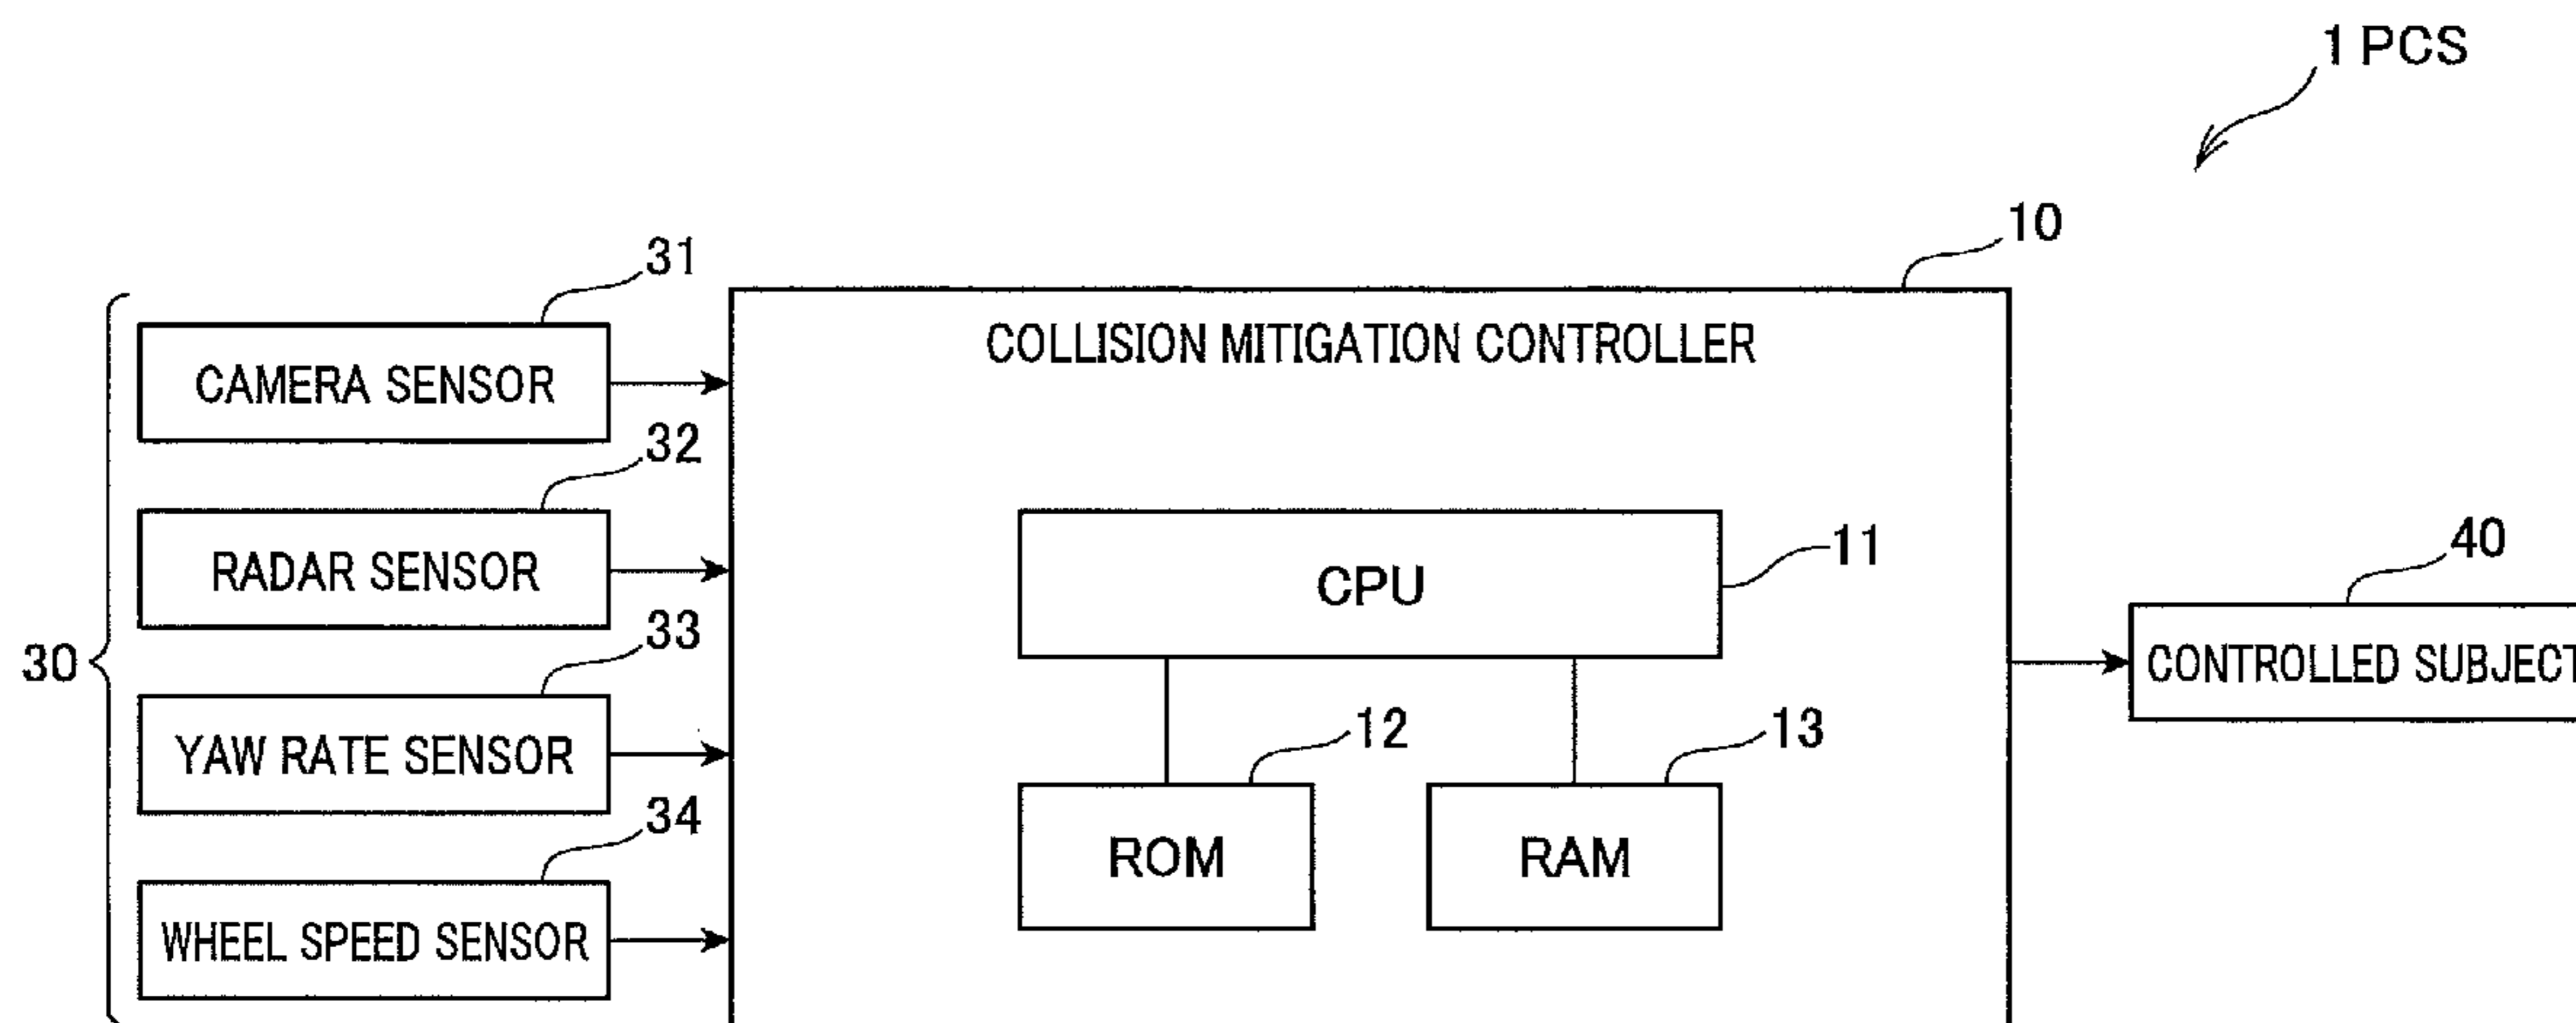 1 PCS
10
31
COLLISION MITIGATION CONTROLLER
CAMERA SENSOR
32
RADAR SENSOR
CPU
11
40
CONTROLLED SUBJECT
30
33
YAW RATE SENSOR
12
13
34
ROM
RAM
WHEEL SPEED SENSOR